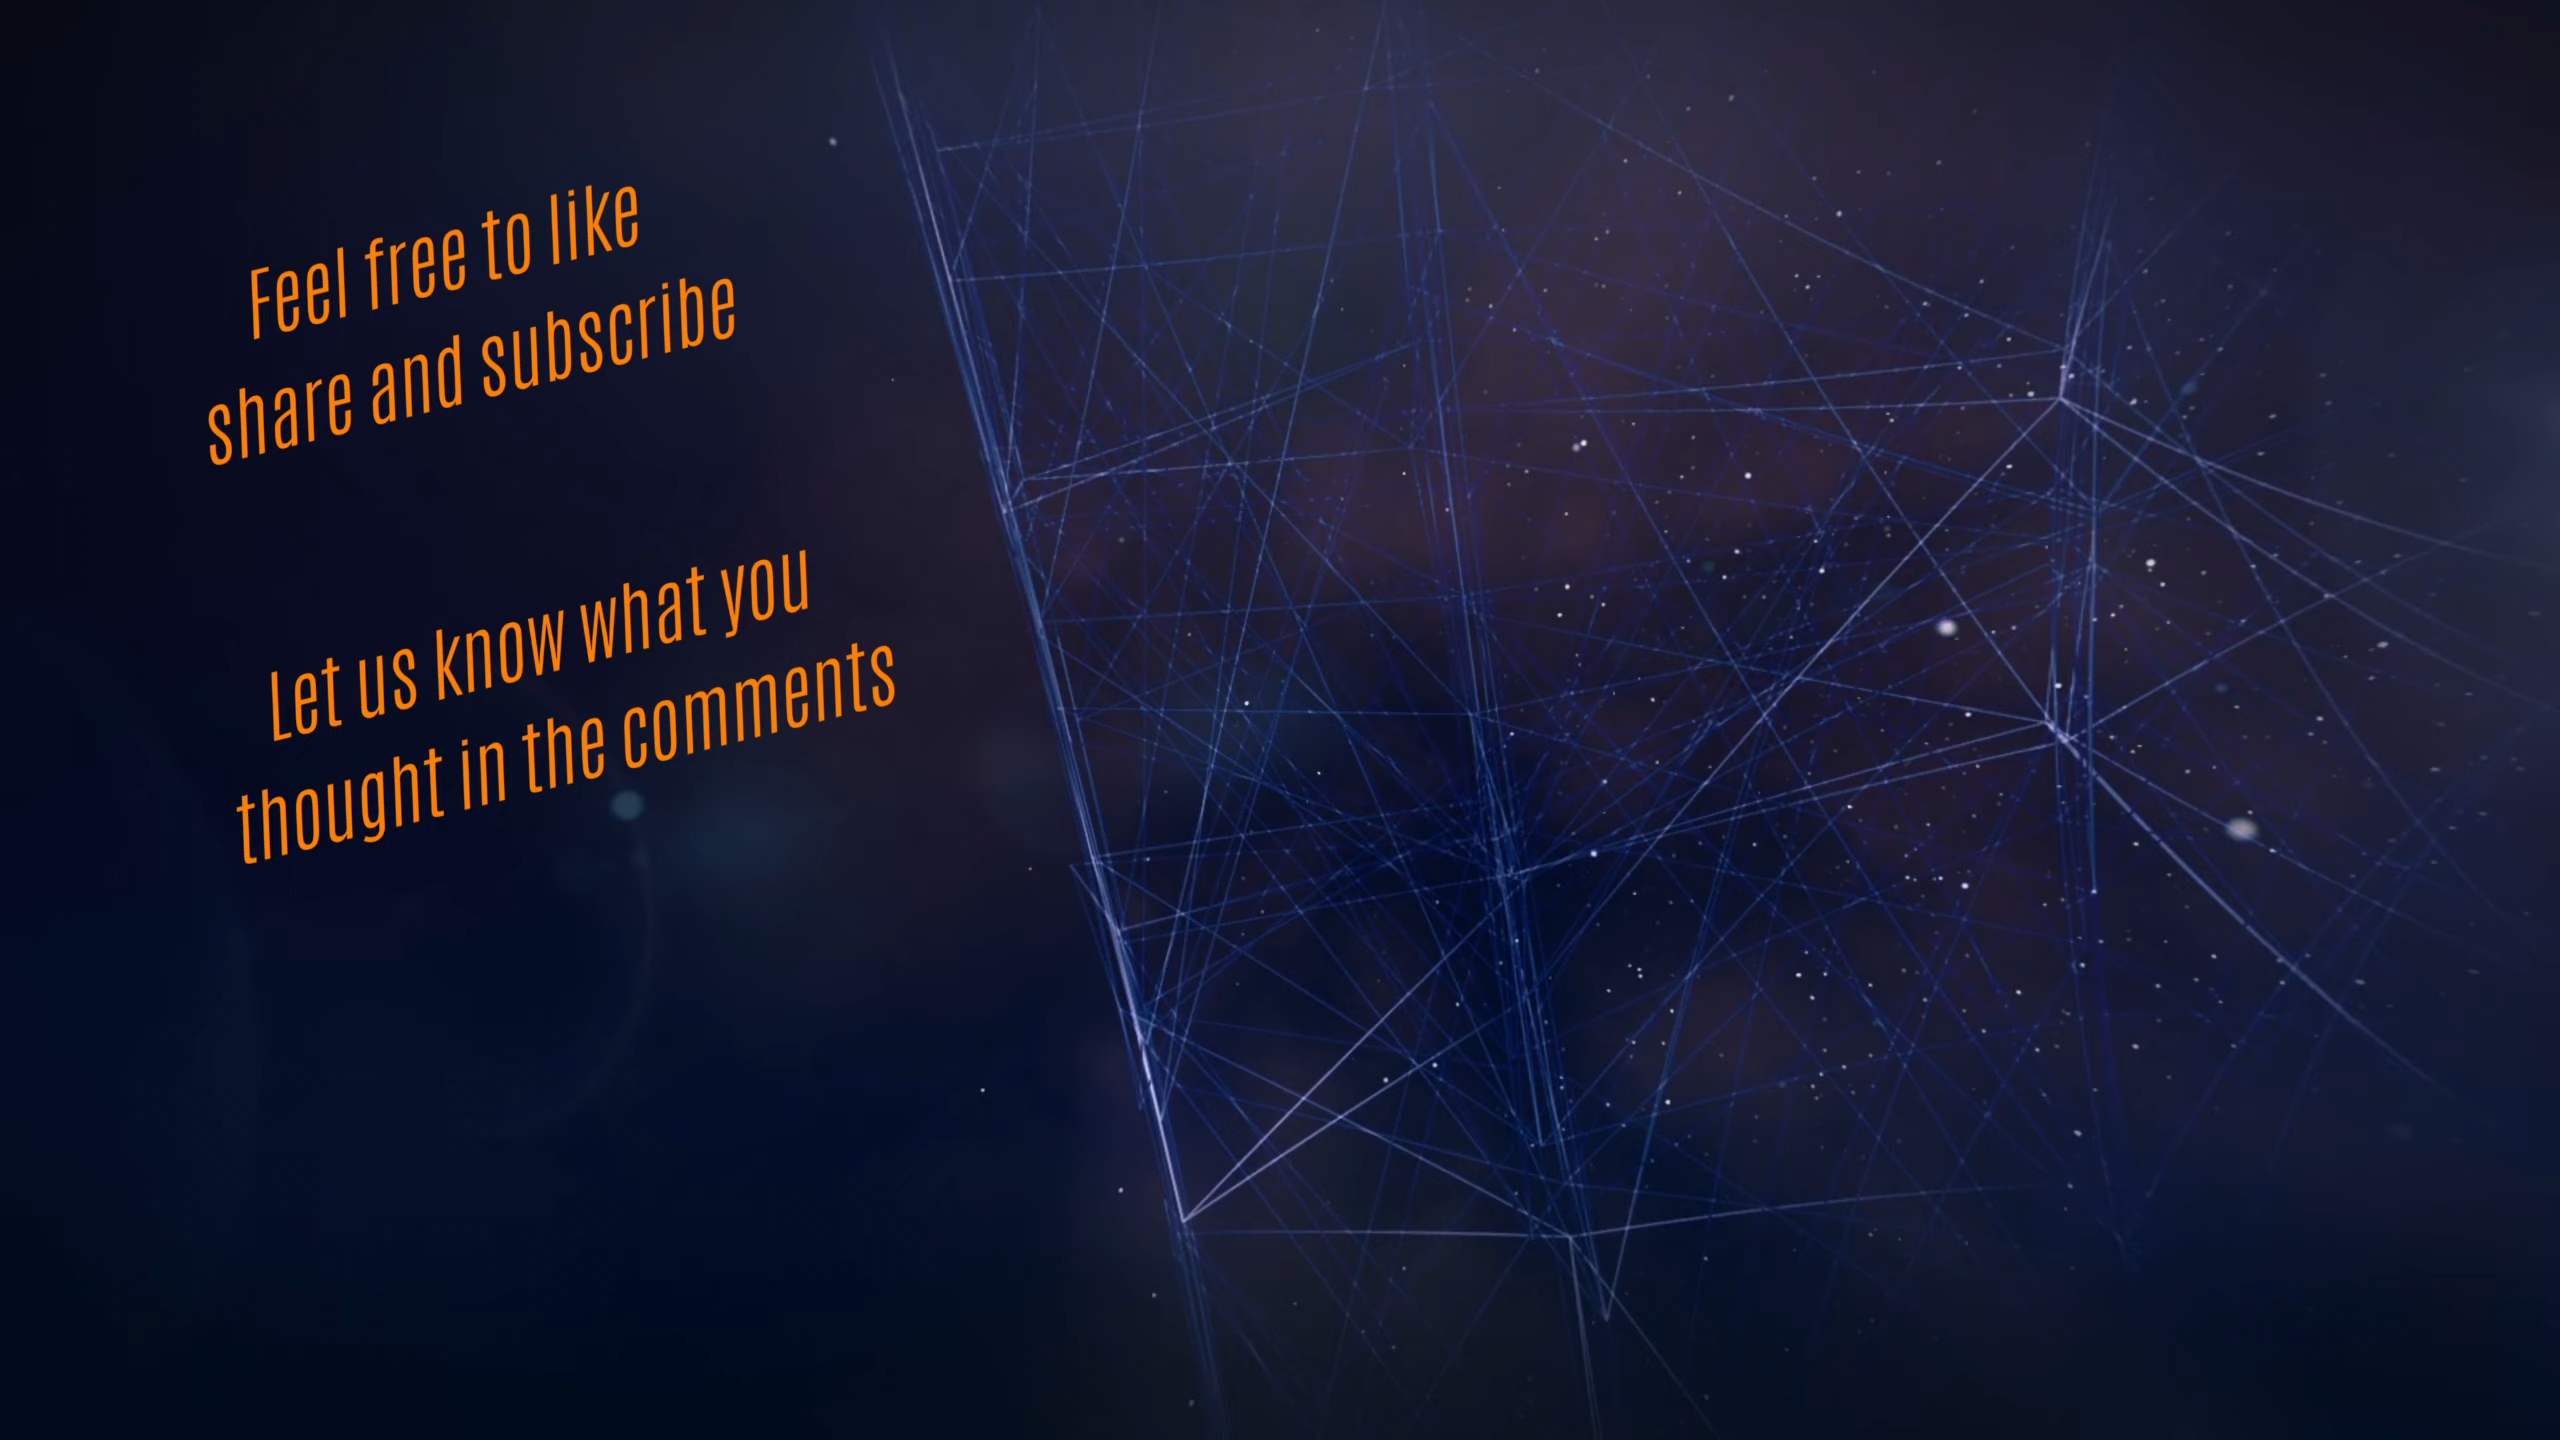 Feel free to like
share and subscribe
Let us know what you
thought in the comments